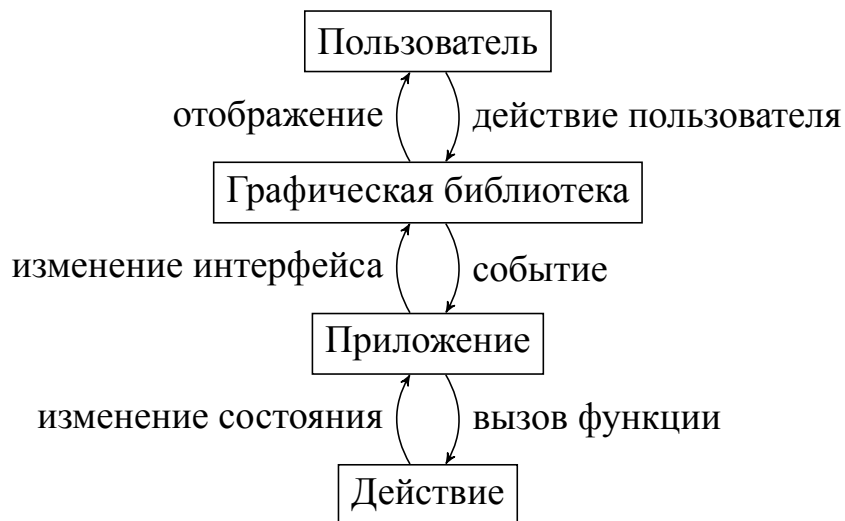 Пользователь
отображение
действие пользователя
Графическая библиотека
изменение интерфейса
событие
Приложение
изменение состояния
вызов функции
Действие